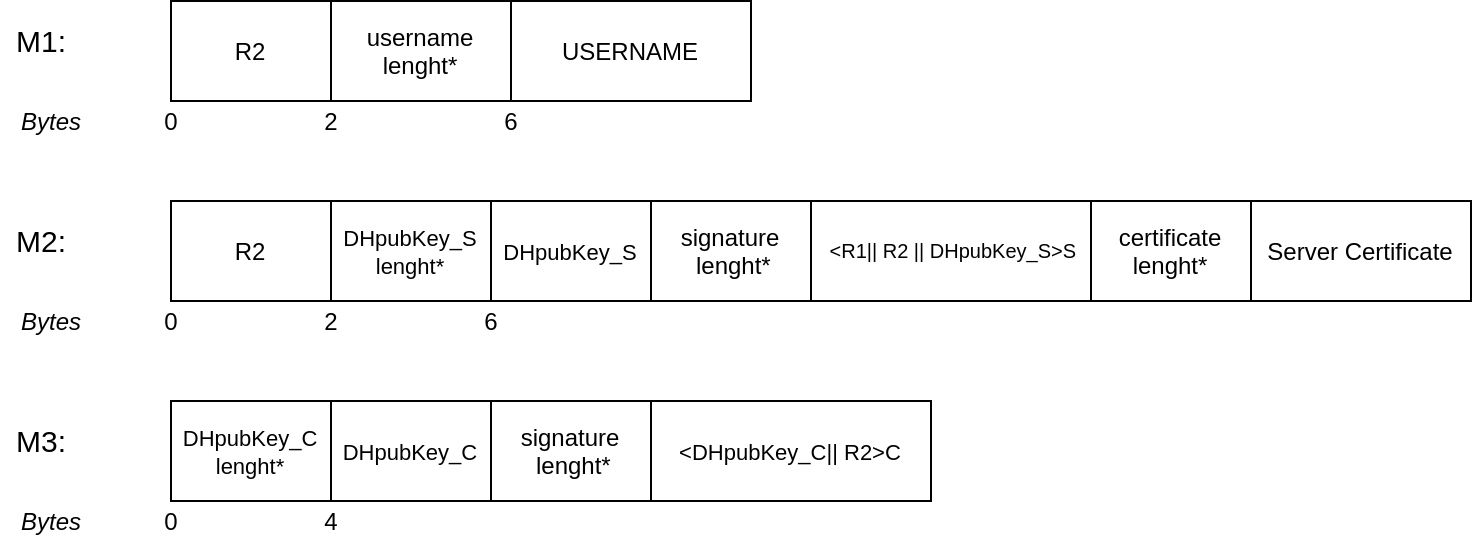 M1:
R2
username
lenght*
USERNAME
Bytes
0
2
6
M2:
R2
DHpubKey_S
lenght*
DHpubKey_S
signature
lenght*
<R1|| R2 || DHpubKey_S>S
certificate
lenght*
Server Certificate
Bytes
0
2
6
M3:
DHpubKey_C
lenght*
DHpubKey_C
signature
lenght*
<DHpubKey_C|| R2>C
Bytes
0
4